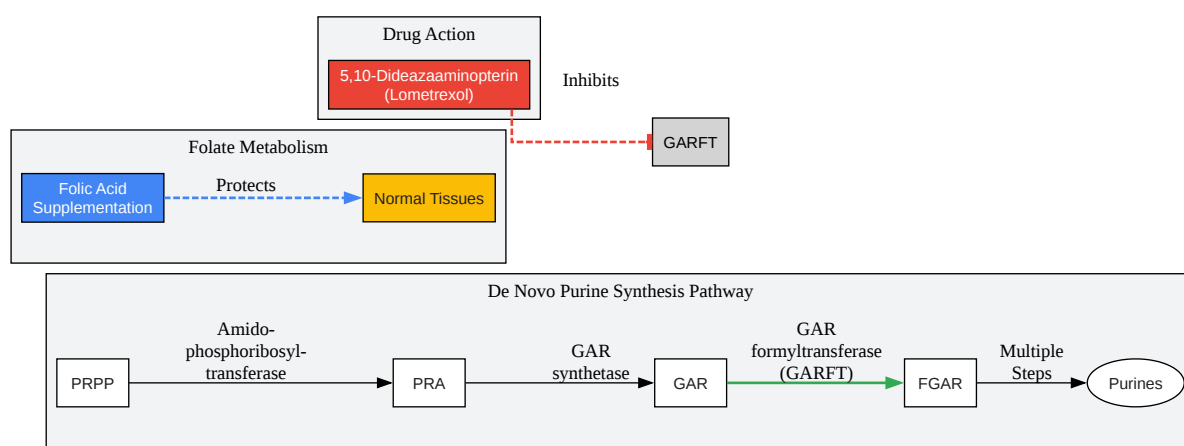 Drug Action
5,10-Dideazaaminopterin
(Lometrexol)
Inhibits
GARFT
Folate Metabolism
Folic Acid
Supplementation
Protects
Normal Tissues
De Novo Purine Synthesis Pathway
PRPP
Amido-
phosphoribosyl-
transferase
PRA
GAR
synthetase
GAR
GAR
formyltransferase
(GARFT)
FGAR
Multiple
Steps
Purines